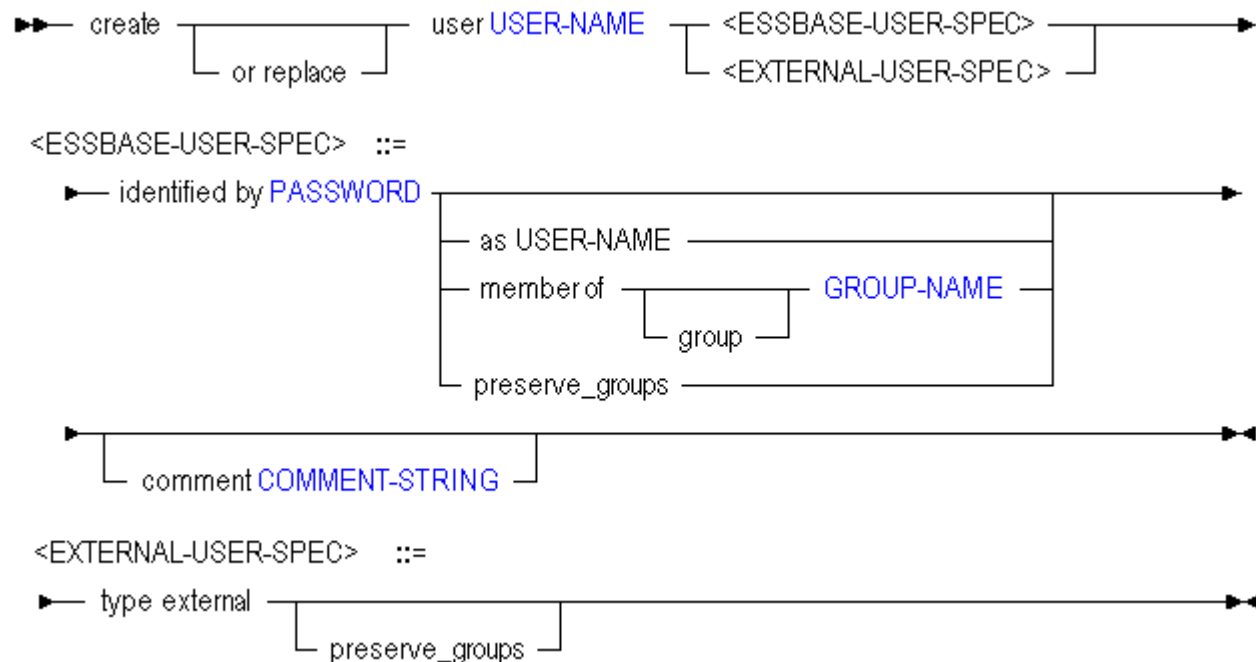 create user USER-NAME <ESSBASE-USER-SPEC>
or replace <EXTERNAL-USER-SPEC>
<ESSBASE-USER-SPEC> ::=
identified by PASSWORD
as USER-NAME
member of GROUP-NAME
group
preserve_groups
comment COMMENT-STRING
<EXTERNAL-USER-SPEC> ::=
type external
preserve_groups